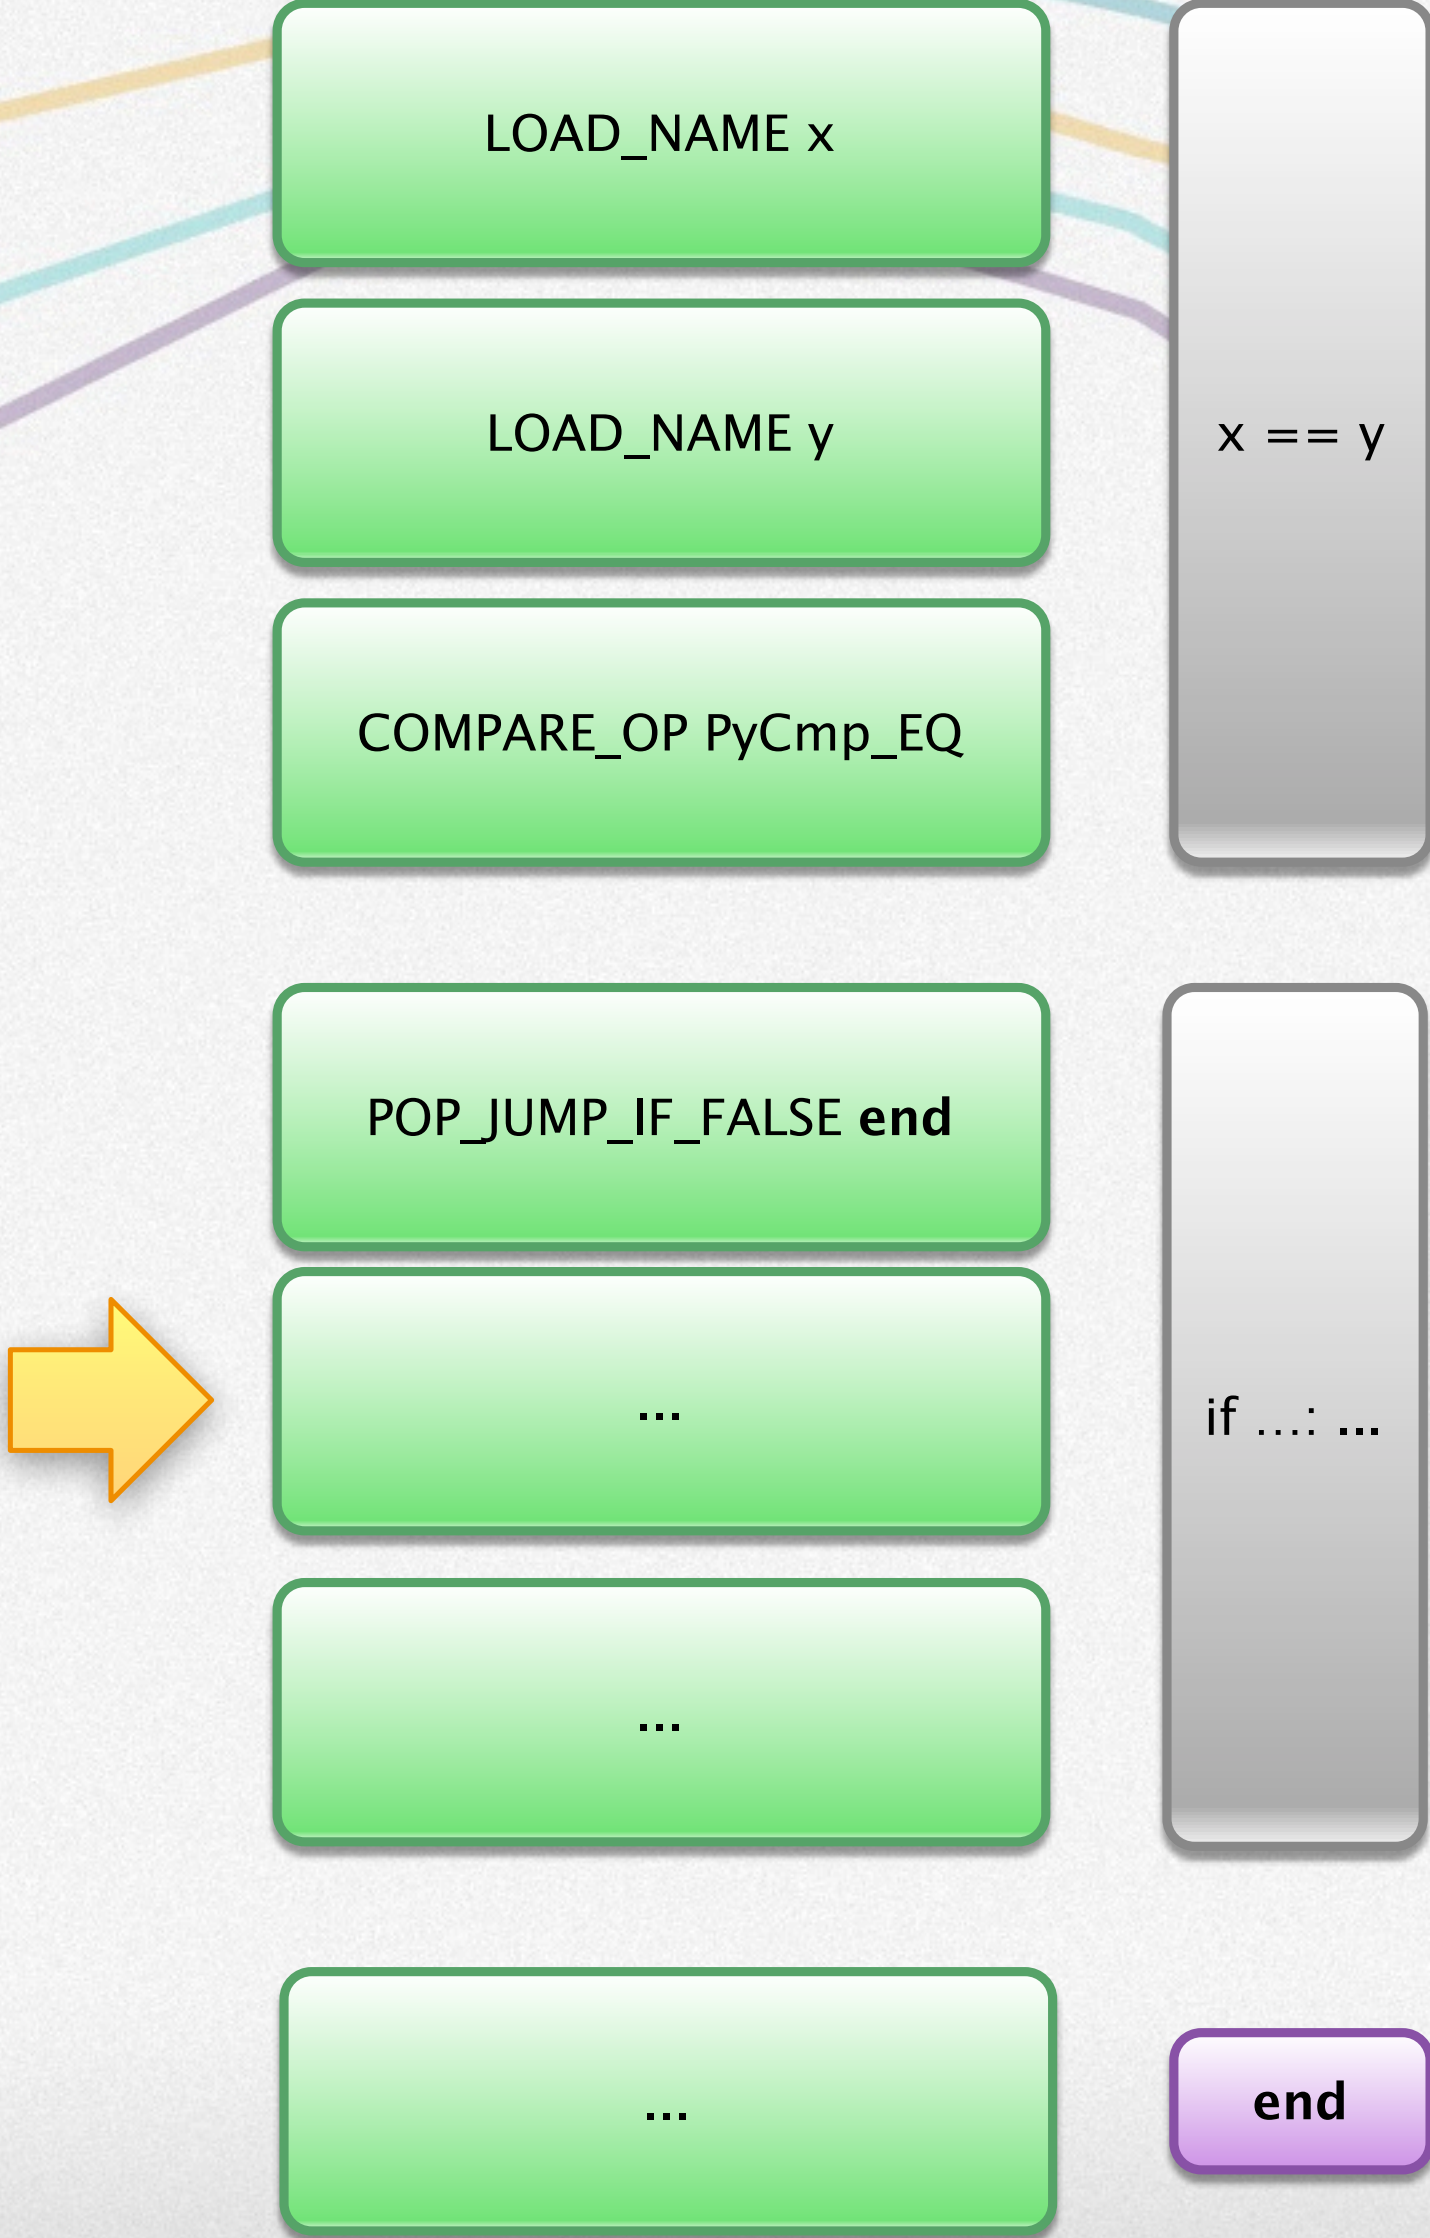 LOAD_NAME x
LOAD_NAME y
x == y
COMPARE_OP PyCmp_EQ
POP_JUMP_IF_FALSE end
...
if ...: ...
...
...
end